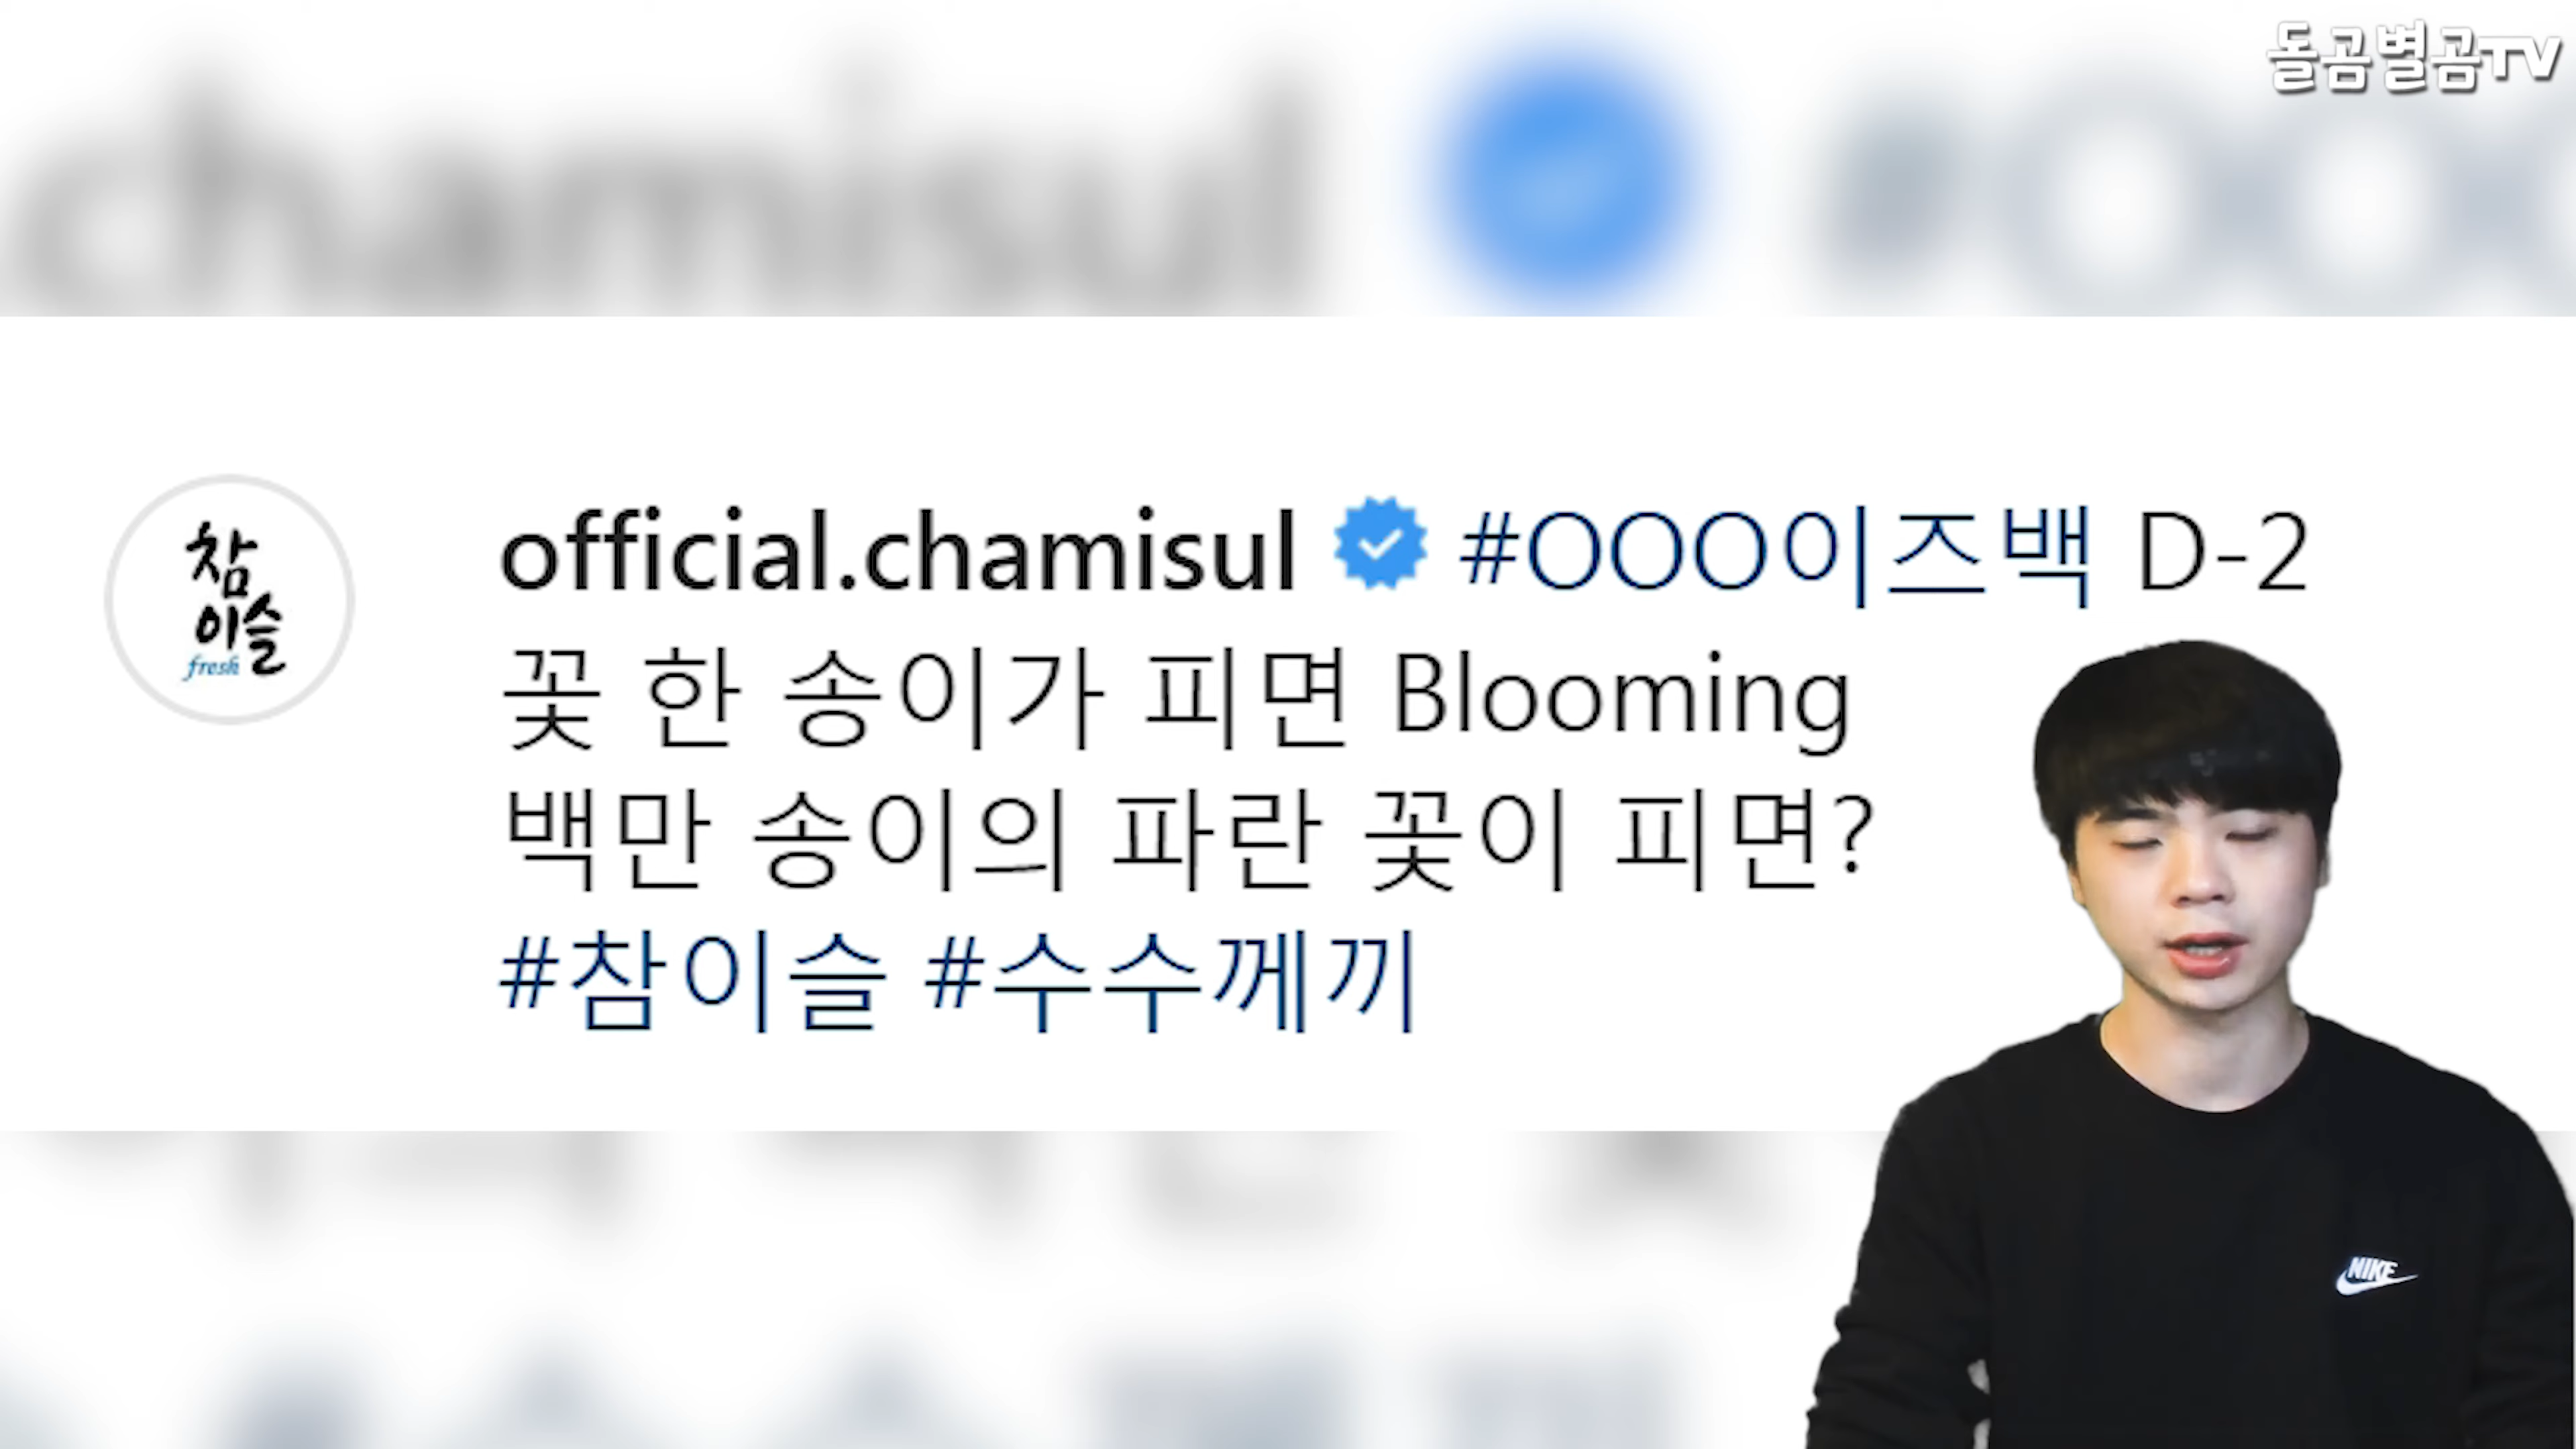 돌곰별곰TV
chamisul
참
이슬
fresh
official.chamisul #OOO이즈백 D-2
꽃 한 송이가 피면 Blooming
백만 송이의 파란 꽃이 피면?
#참이슬 #수수께끼
NIKE